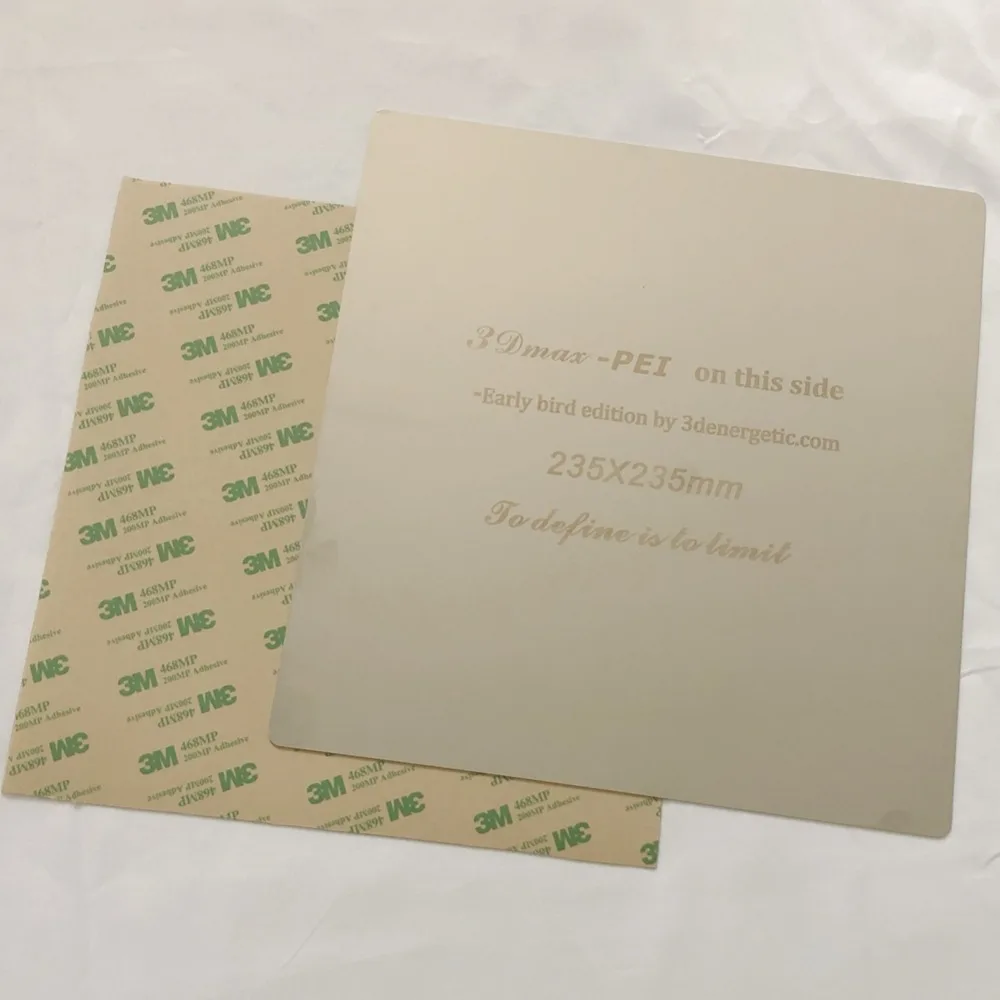 3Dmax -PEI on this side
-Early bird edition by 3denergetic.com
235X235mm
To define is to limit
3M 468MP
200MP Adhesive